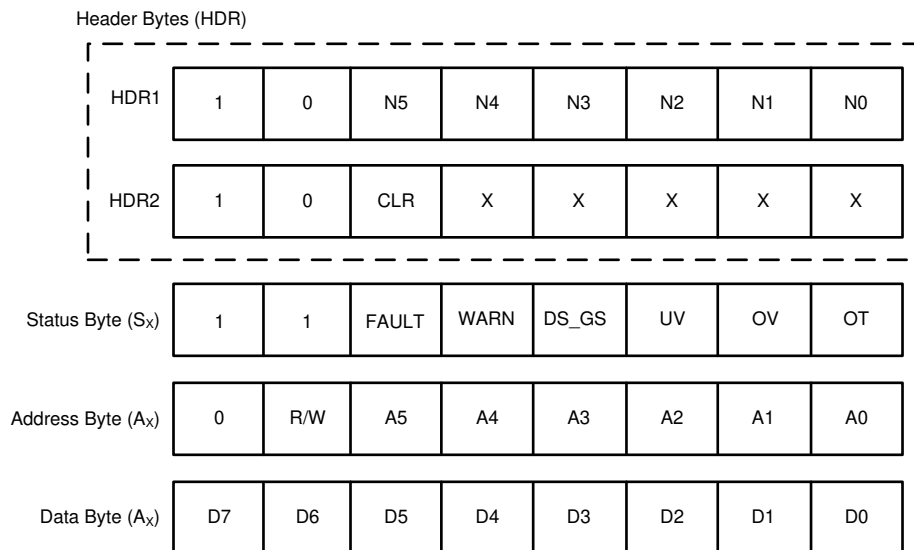 Header Bytes (HDR)
HDR1 1 0 N5 N4 N3 N2 N1 N0
HDR2 1 0 CLR X X X X X
Status Byte (SX) 1 1 FAULT WARN DS_GS UV OV OT
Address Byte (AX) 0 R/W A5 A4 A3 A2 A1 A0
Data Byte (AX) D7 D6 D5 D4 D3 D2 D1 D0